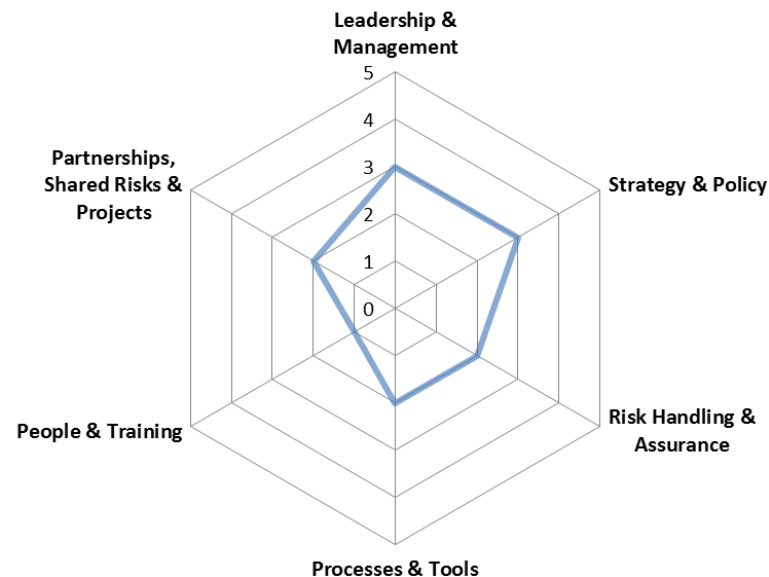 Leadership &
Management
5
4
3
2
1
0
Partnerships,
Shared Risks &
Projects
Strategy & Policy
People & Training
Risk Handling &
Assurance
Processes & Tools